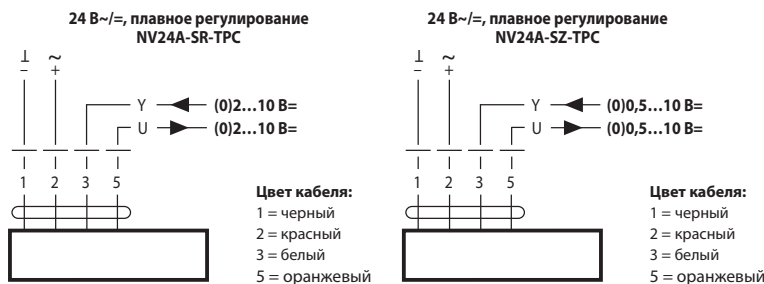 24 В~/=, плавное регулирование
NV24A-SR-TPC
⊥ ~
– +
Y (0)2…10 В=
U (0)2…10 В=
1 2 3 5
Цвет кабеля:
1 = черный
2 = красный
3 = белый
5 = оранжевый
24 В~/=, плавное регулирование
NV24A-SZ-TPC
⊥ ~
– +
Y (0)0,5…10 В=
U (0)0,5…10 В=
1 2 3 5
Цвет кабеля:
1 = черный
2 = красный
3 = белый
5 = оранжевый